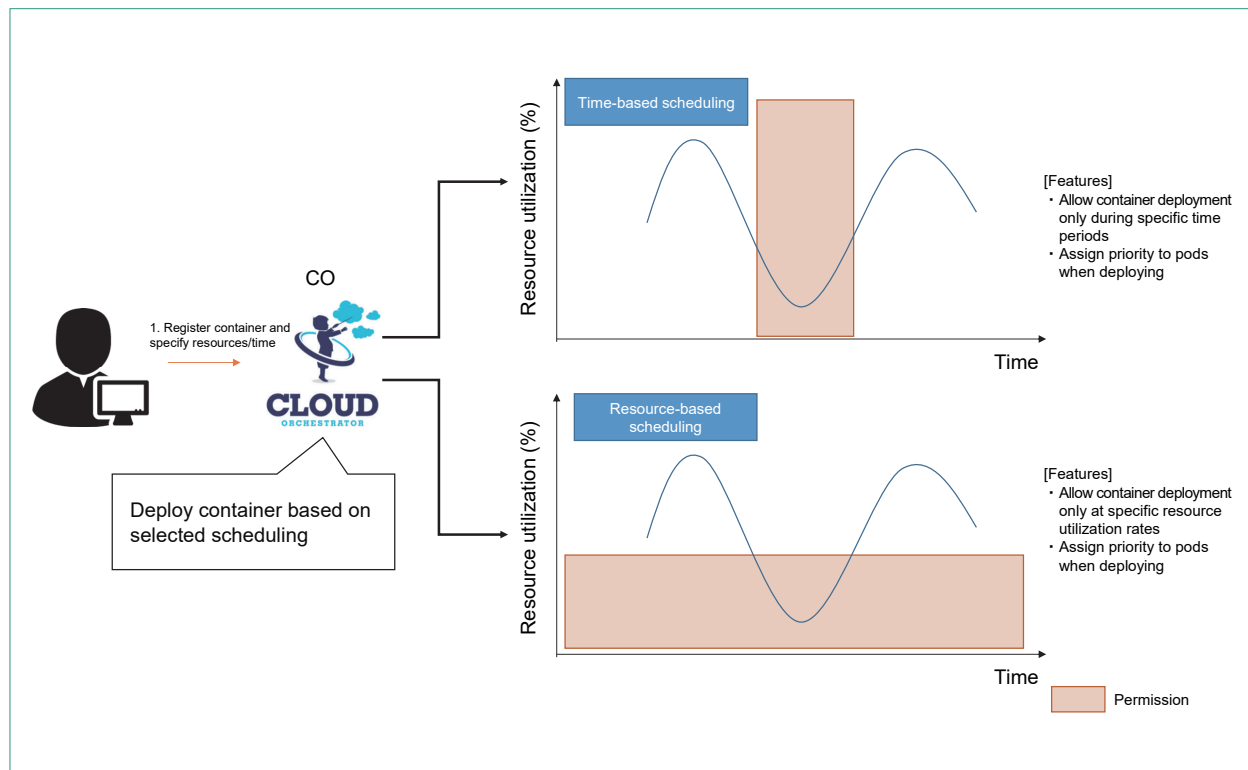 CO
1. Register container and
specify resources/time
CLOUD
ORCHESTRATOR
Deploy container based on
selected scheduling
Time-based scheduling
Resource utilization (%)
Time
[Features]
・Allow container deployment
only during specific time
periods
・Assign priority to pods
when deploying
Resource-based
scheduling
Resource utilization (%)
Time
[Features]
・Allow container deployment
only at specific resource
utilization rates
・Assign priority to pods
when deploying
Permission